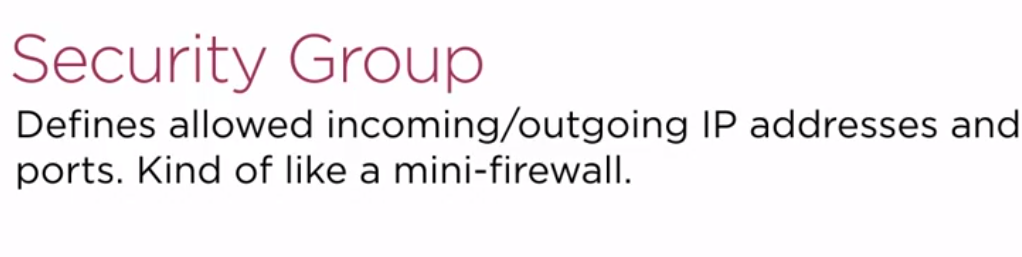 Security Group
Defines allowed incoming/outgoing IP addresses and
ports. Kind of like a mini-firewall.